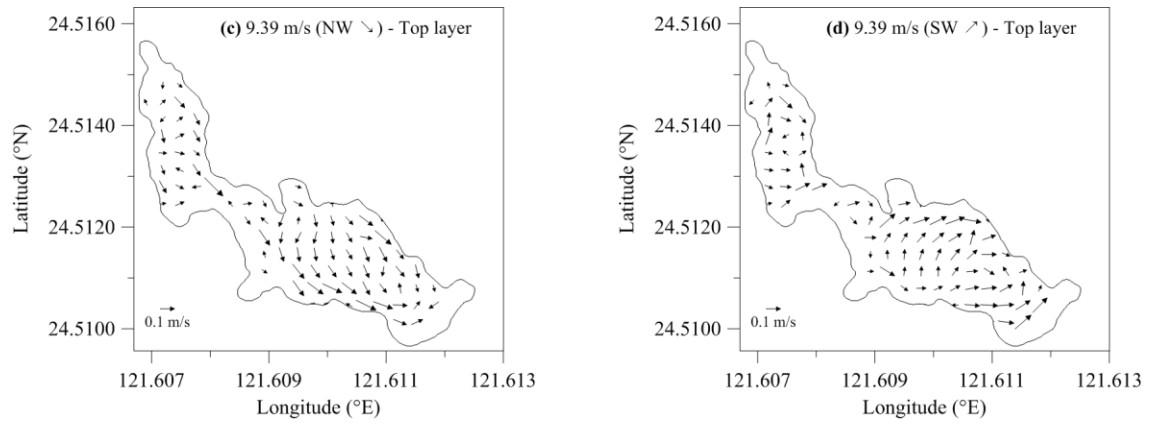 (c) 9.39 m/s (NW ↘) - Top layer
24.5160
24.5140
24.5120
24.5100
Latitude (°N)
0.1 m/s
121.607 121.609 121.611 121.613
Longitude (°E)
(d) 9.39 m/s (SW ↗) - Top layer
24.5160
24.5140
24.5120
24.5100
Latitude (°N)
0.1 m/s
121.607 121.609 121.611 121.613
Longitude (°E)